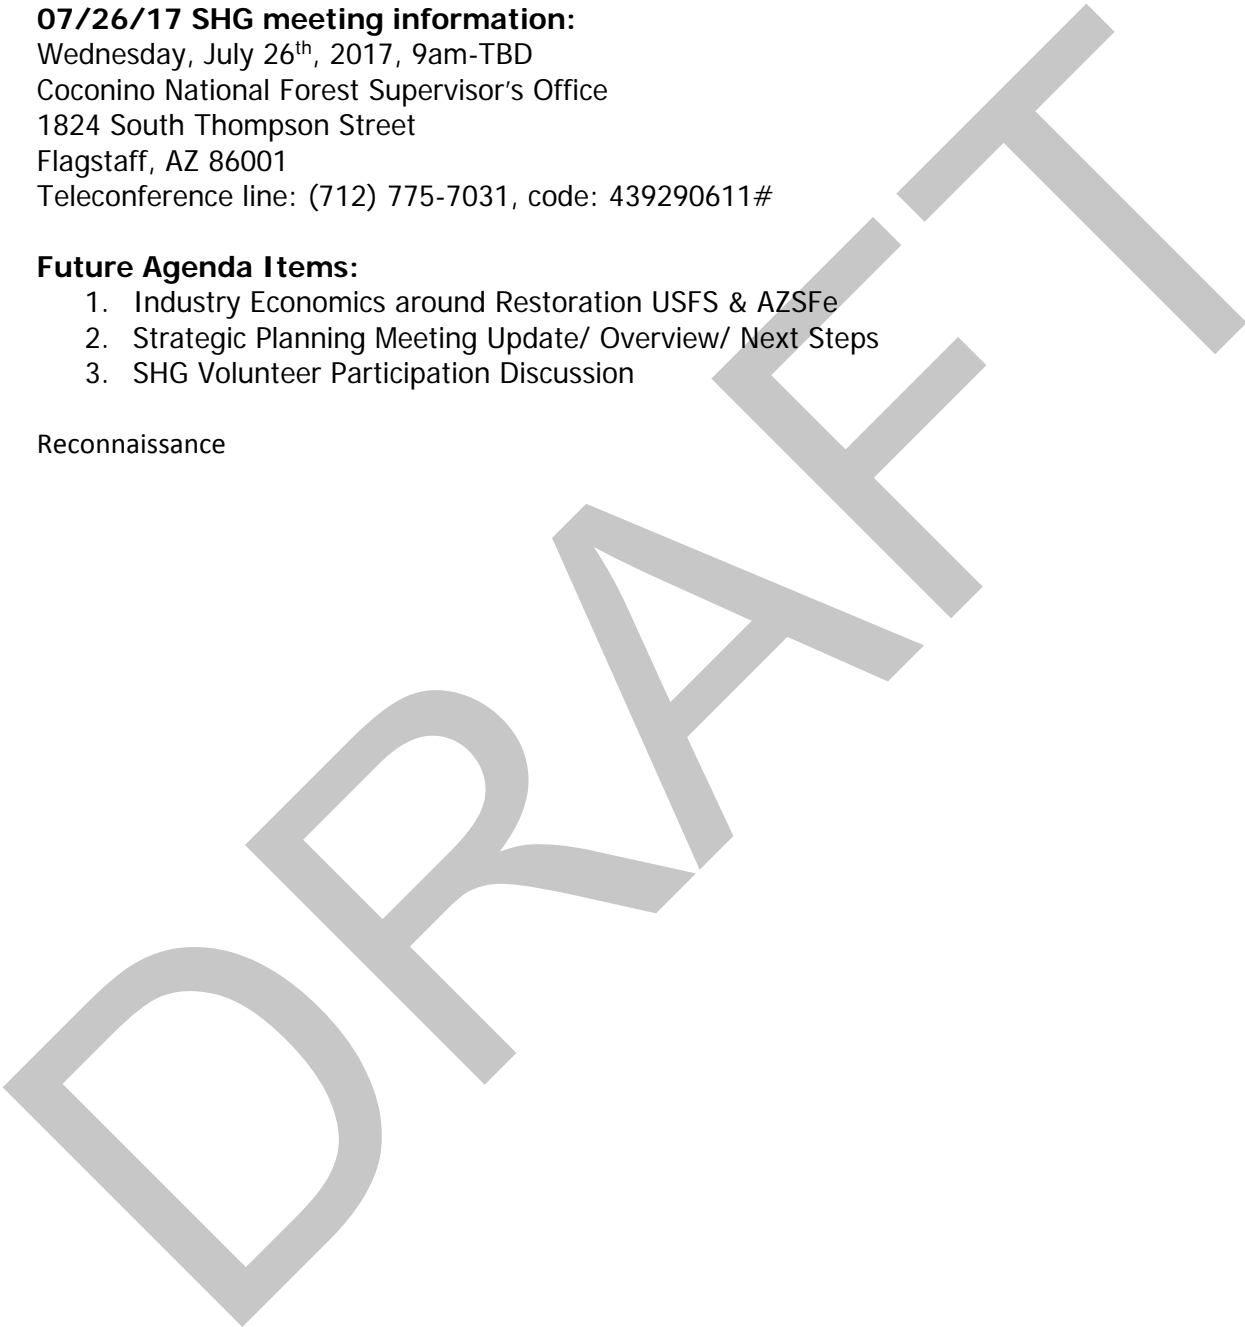 07/26/17 SHG meeting information:
Wednesday, July 26th, 2017, 9am-TBD
Coconino National Forest Supervisor's Office
1824 South Thompson Street
Flagstaff, AZ 86001
Teleconference line: (712) 775-7031, code: 439290611#
Future Agenda Items:
1. Industry Economics around Restoration USFS & AZSFe
2. Strategic Planning Meeting Update/ Overview/ Next Steps
3. SHG Volunteer Participation Discussion
Reconnaissance
DRAFT